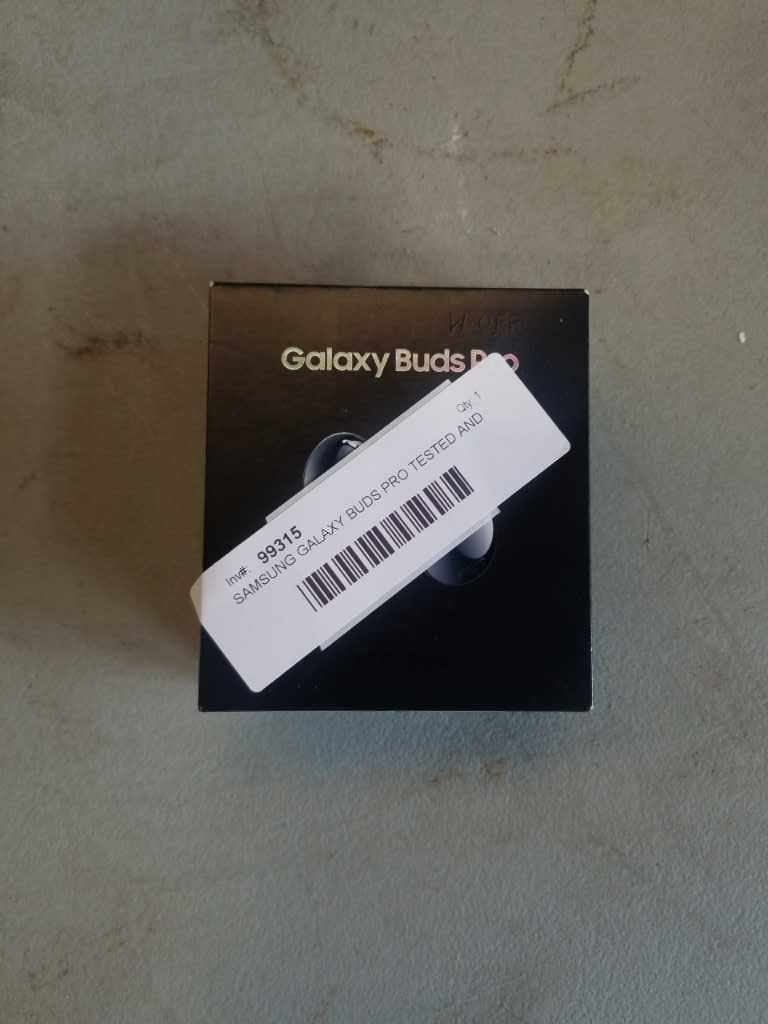 Galaxy Buds Pro
Qty: 1
Inv#: 99315
SAMSUNG GALAXY BUDS PRO TESTED AND